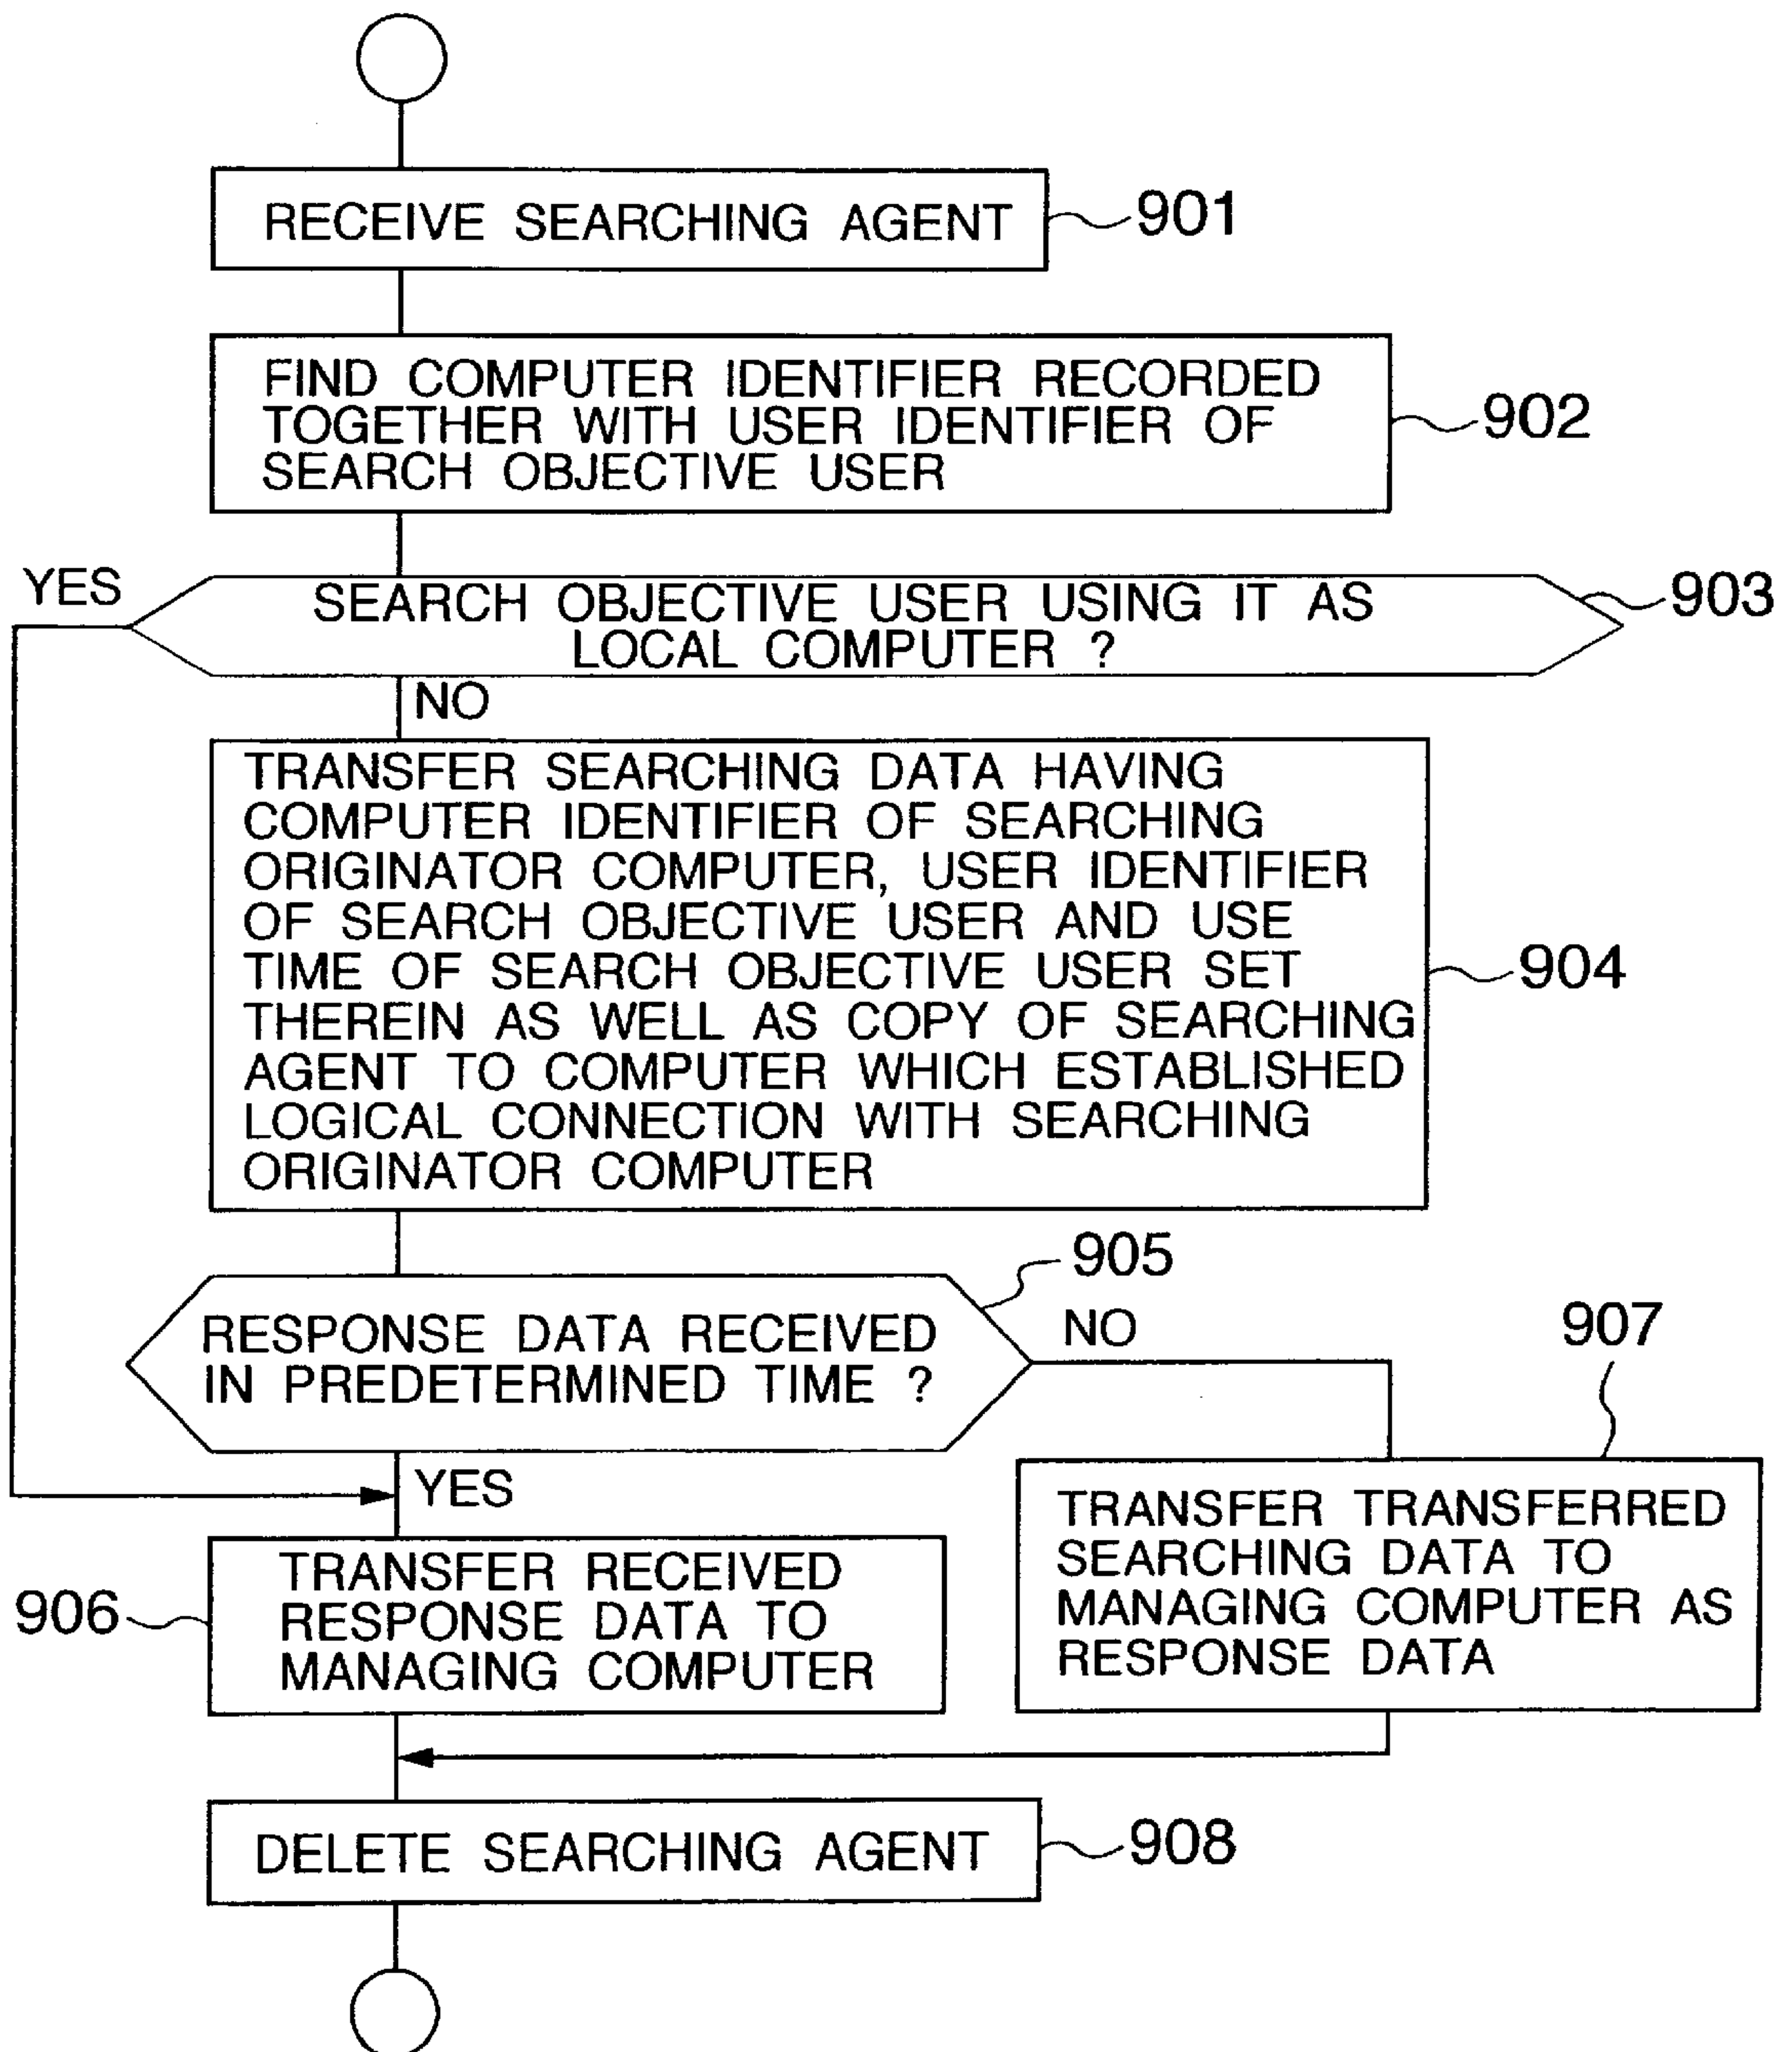 RECEIVE SEARCHING AGENT
901
FIND COMPUTER IDENTIFIER RECORDED
TOGETHER WITH USER IDENTIFIER OF
SEARCH OBJECTIVE USER
902
YES
SEARCH OBJECTIVE USER USING IT AS
LOCAL COMPUTER ?
903
NO
TRANSFER SEARCHING DATA HAVING
COMPUTER IDENTIFIER OF SEARCHING
ORIGINATOR COMPUTER, USER IDENTIFIER
OF SEARCH OBJECTIVE USER AND USE
TIME OF SEARCH OBJECTIVE USER SET
THEREIN AS WELL AS COPY OF SEARCHING
AGENT TO COMPUTER WHICH ESTABLISHED
LOGICAL CONNECTION WITH SEARCHING
ORIGINATOR COMPUTER
904
905
RESPONSE DATA RECEIVED
IN PREDETERMINED TIME ?
NO
907
YES
TRANSFER RECEIVED
RESPONSE DATA TO
MANAGING COMPUTER
906
TRANSFER TRANSFERRED
SEARCHING DATA TO
MANAGING COMPUTER AS
RESPONSE DATA
DELETE SEARCHING AGENT
908